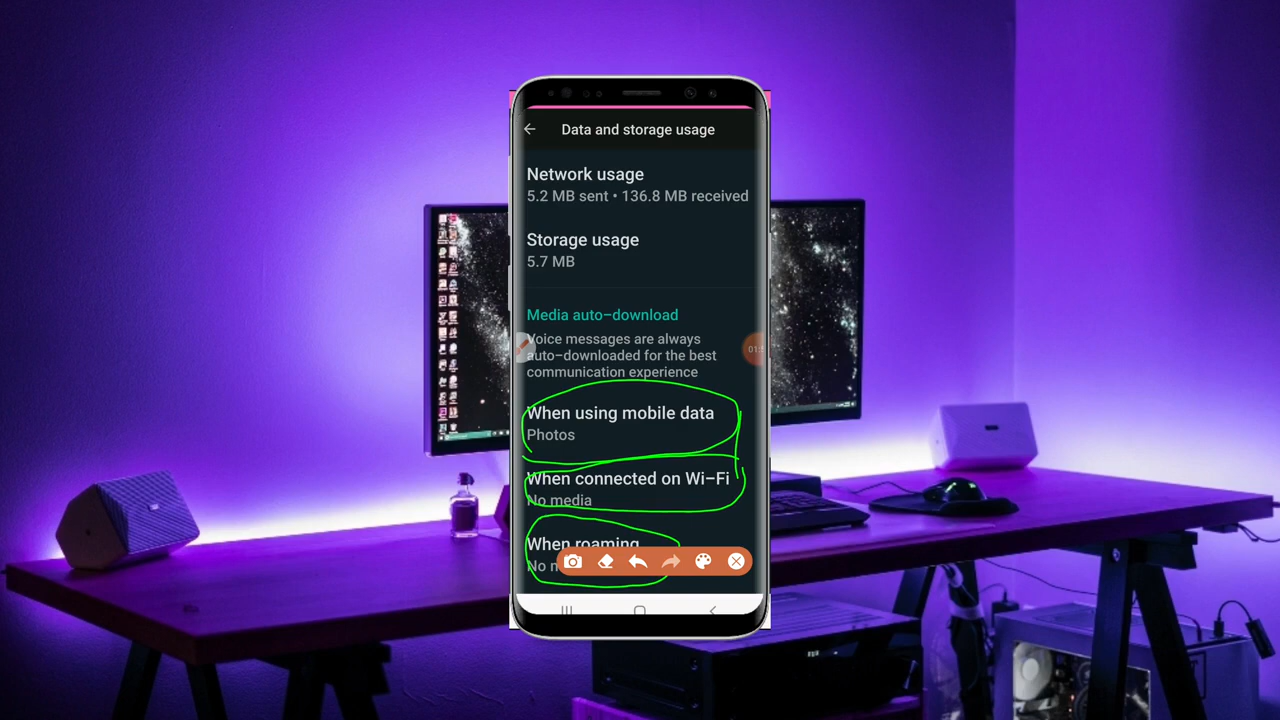 Data and storage usage
Network usage
5.2 MB sent • 136.8 MB received
Storage usage
5.7 MB
Media auto-download
Voice messages are always
auto-downloaded for the best
communication experience
When using mobile data
Photos
When connected on Wi-Fi
No media
When roaming
No